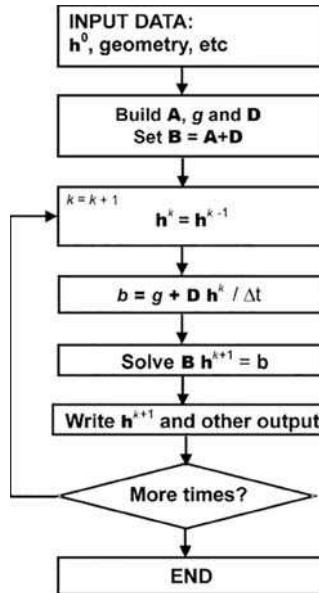 INPUT DATA:
h⁰, geometry, etc
Build A, g and D
Set B = A+D
k = k + 1
hᵏ = hᵏ⁻¹
b = g + D hᵏ / Δt
Solve B hᵏ⁺¹ = b
Write hᵏ⁺¹ and other output
More times?
END